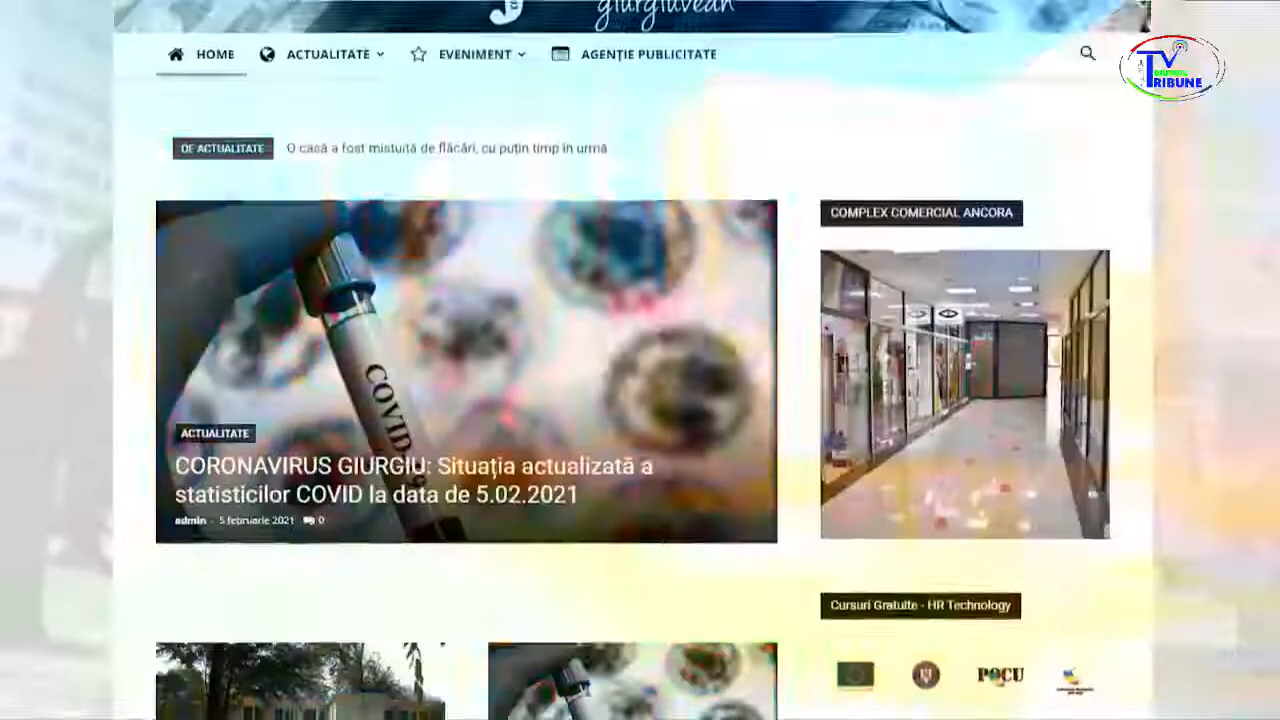 giurgiuvean
HOME
ACTUALITATE
EVENIMENT
AGENȚIE PUBLICITATE
TV
TRIBUNE
DE ACTUALITATE
O casă a fost mistuită de flăcări, cu puțin timp în urmă
COMPLEX COMERCIAL ANCORA
COVID
ACTUALITATE
CORONAVIRUS GIURGIU: Situația actualizată a
statisticilor COVID la data de 5.02.2021
admin - 5 februarie 2021 0
Cursuri Gratuite - HR Technology
POCU